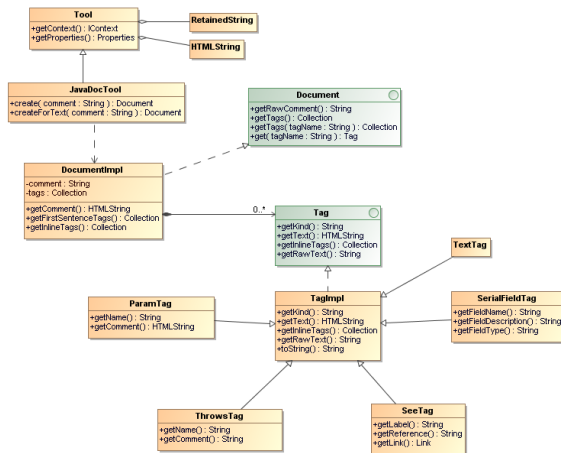 Tool
+getContext() : IContext
+getProperties() : Properties
RetainedString
HTMLString
JavaDocTool
+create( comment : String ) : Document
+createForText( comment : String ) : Document
Document
+getRawComment() : String
+getTags() : Collection
+getTags( tagName : String ) : Collection
+get( tagName : String ) : Tag
DocumentImpl
-comment : String
-tags : Collection
+getComment() : HTMLString
+getFirstSentenceTags() : Collection
+getInlineTags() : Collection
0..*
Tag
+getKind() : String
+getText() : HTMLString
+getInlineTags() : Collection
+getRawText() : String
TextTag
ParamTag
+getName() : String
+getComment() : HTMLString
TagImpl
+getKind() : String
+getText() : HTMLString
+getInlineTags() : Collection
+getRawText() : String
+toString() : String
SerialFieldTag
+getFieldName() : String
+getFieldDescription() : String
+getFieldType() : String
ThrowsTag
+getName() : String
+getComment() : String
SeeTag
+getLabel() : String
+getReference() : String
+getLink() : Link